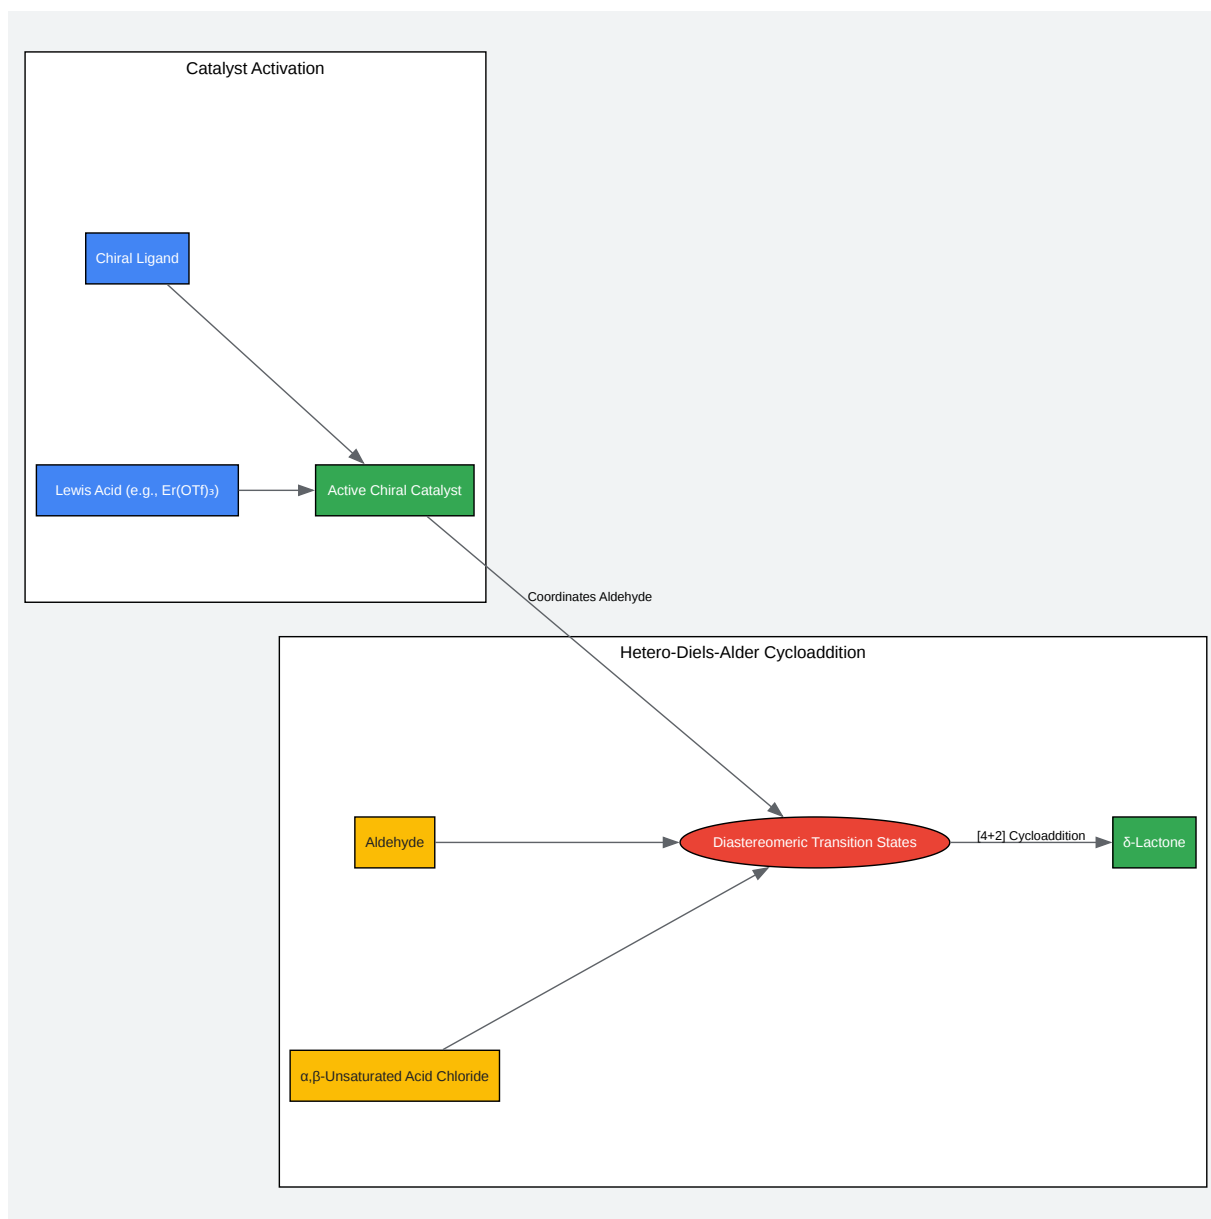 Catalyst Activation
Chiral Ligand
Lewis Acid (e.g., Er(OTf)₃)
Active Chiral Catalyst
Coordinates Aldehyde
Hetero-Diels-Alder Cycloaddition
Aldehyde
Diastereomeric Transition States
[4+2] Cycloaddition
δ-Lactone
α,β-Unsaturated Acid Chloride